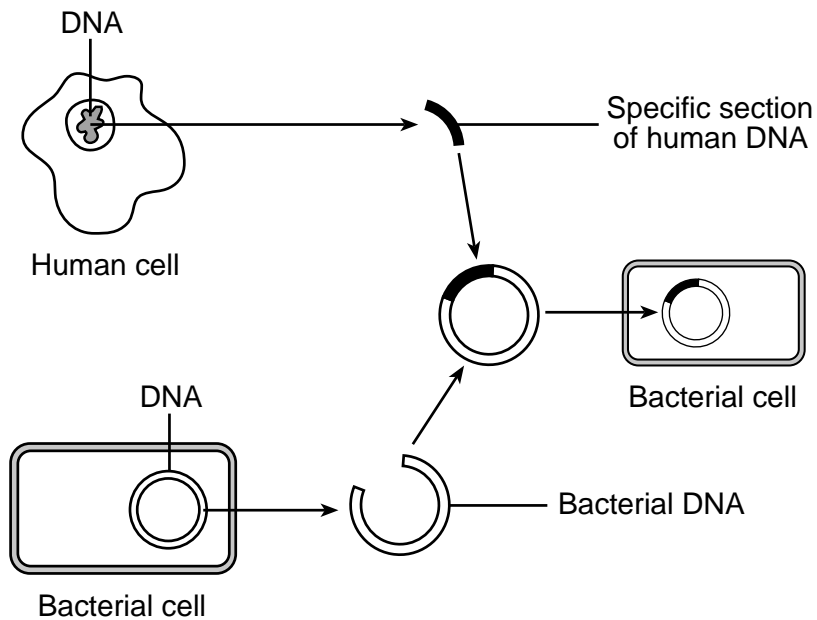 DNA
Specific section
of human DNA
Human cell
Bacterial cell
DNA
Bacterial DNA
Bacterial cell